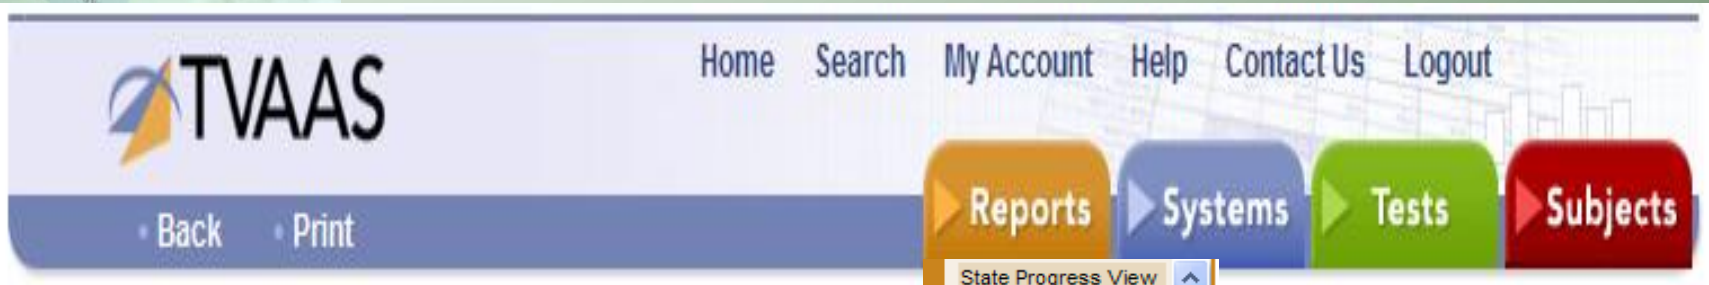 TVAAS
Home Search My Account Help Contact Us Logout
Back Print
Reports Systems Tests Subjects
State Progress View